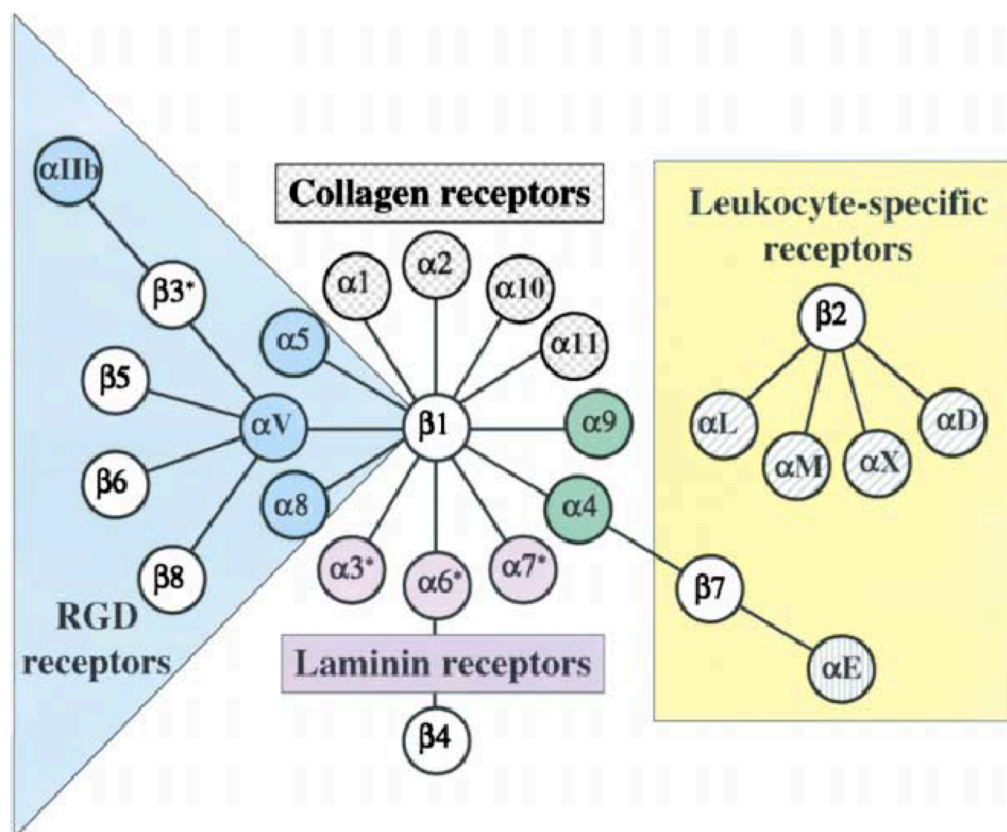 αIIb
Collagen receptors
Leukocyte-specific
receptors
β3*
α1
α2
α10
α5
α11
β2
β5
αV
β1
α9
αL
αM
αX
αD
β6
α8
α4
β8
α3*
α6*
α7*
β7
RGD
receptors
Laminin receptors
αE
β4